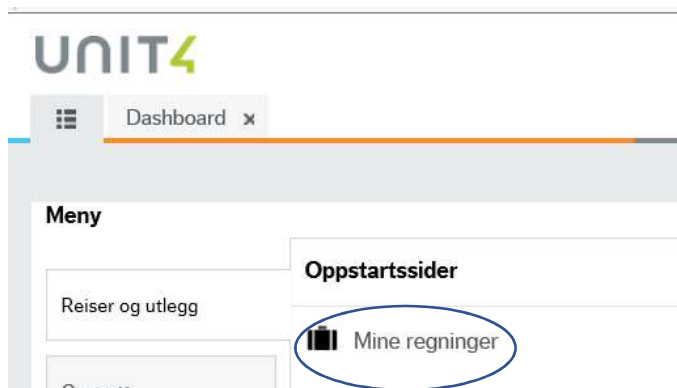 UNIT4
Dashboard x
Meny
Oppstartssider
Reiser og utlegg
Mine regninger